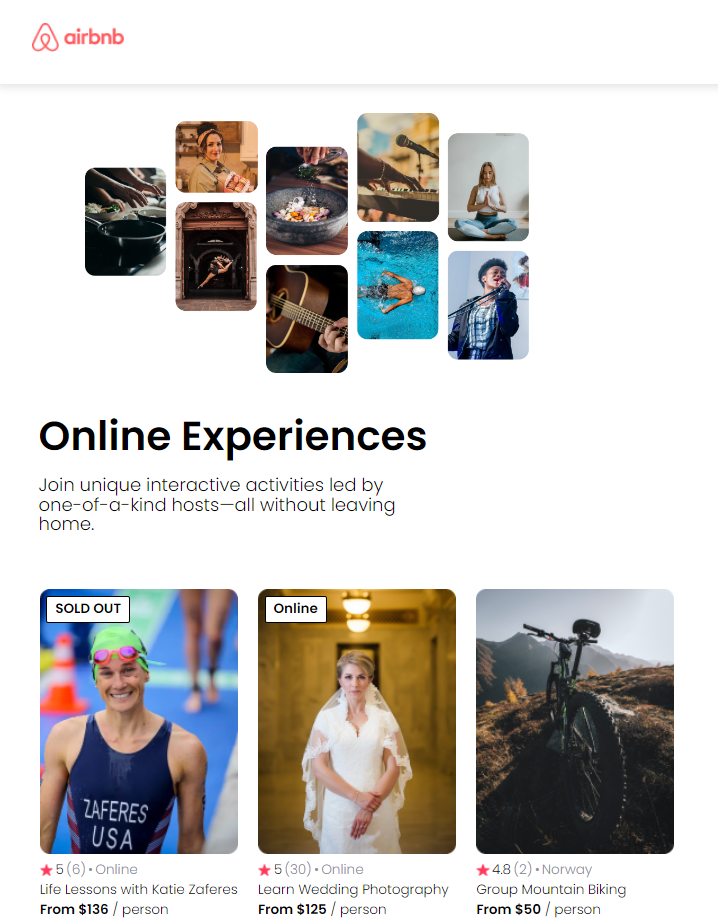 airbnb
Online Experiences
Join unique interactive activities led by
one-of-a-kind hosts—all without leaving
home.
SOLD OUT
Online
ZAFERES
USA
5 (6) • Online
Life Lessons with Katie Zaferes
From $136 / person
5 (30) • Online
Learn Wedding Photography
From $125 / person
4.8 (2) • Norway
Group Mountain Biking
From $50 / person